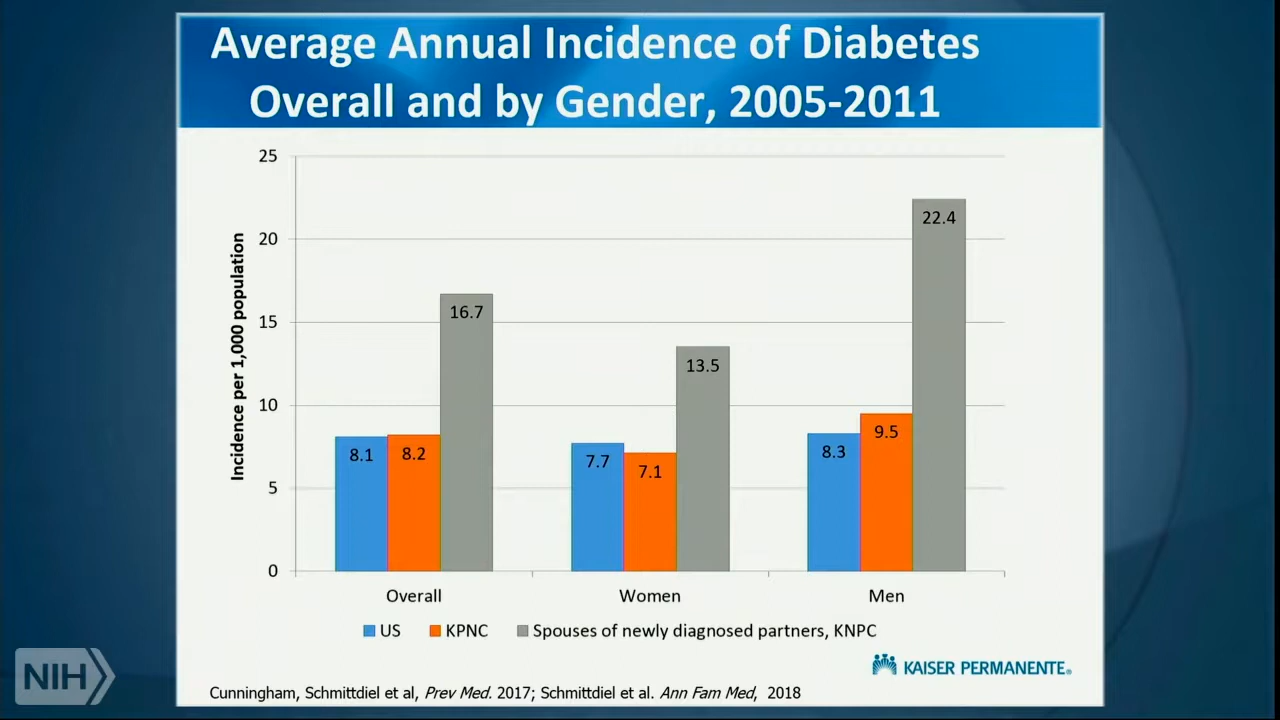 Average Annual Incidence of Diabetes
Overall and by Gender, 2005-2011
25
20
15
10
5
0
Incidence per 1,000 population
8.1
8.2
16.7
7.7
7.1
13.5
8.3
9.5
22.4
Overall
Women
Men
US
KPNC
Spouses of newly diagnosed partners, KNPC
KAISER PERMANENTE®
NIH
Cunningham, Schmittdiel et al, Prev Med. 2017; Schmittdiel et al. Ann Fam Med, 2018